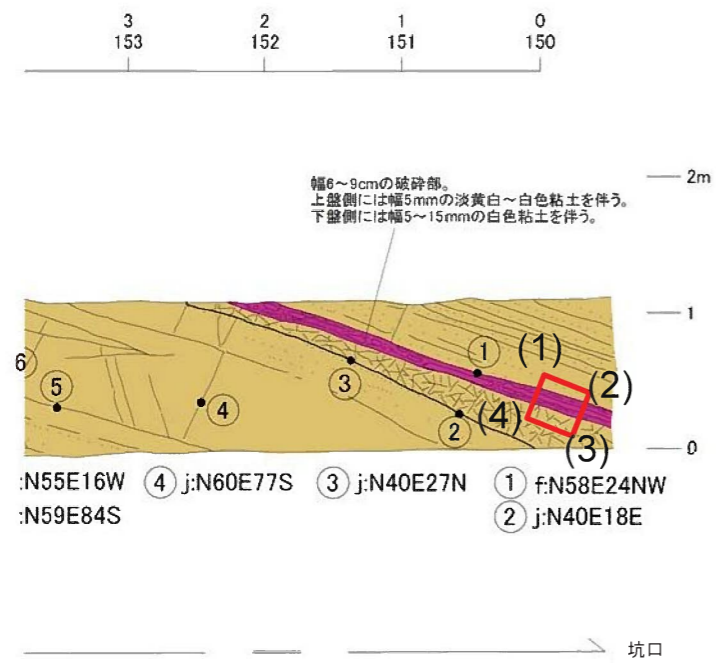 3 2 1 0
153 152 151 150
2m
幅6～9cmの破砕部。
上盤側には幅5mmの淡黄白～白色粘土を伴う。
下盤側には幅5～15mmの白色粘土を伴う。
1
(1)
①
(2)
6
⑤
④
③
②
(4)
(3)
0
:N55E16W ④ j:N60E77S ③ j:N40E27N ① f:N58E24NW
:N59E84S ② j:N40E18E
坑口